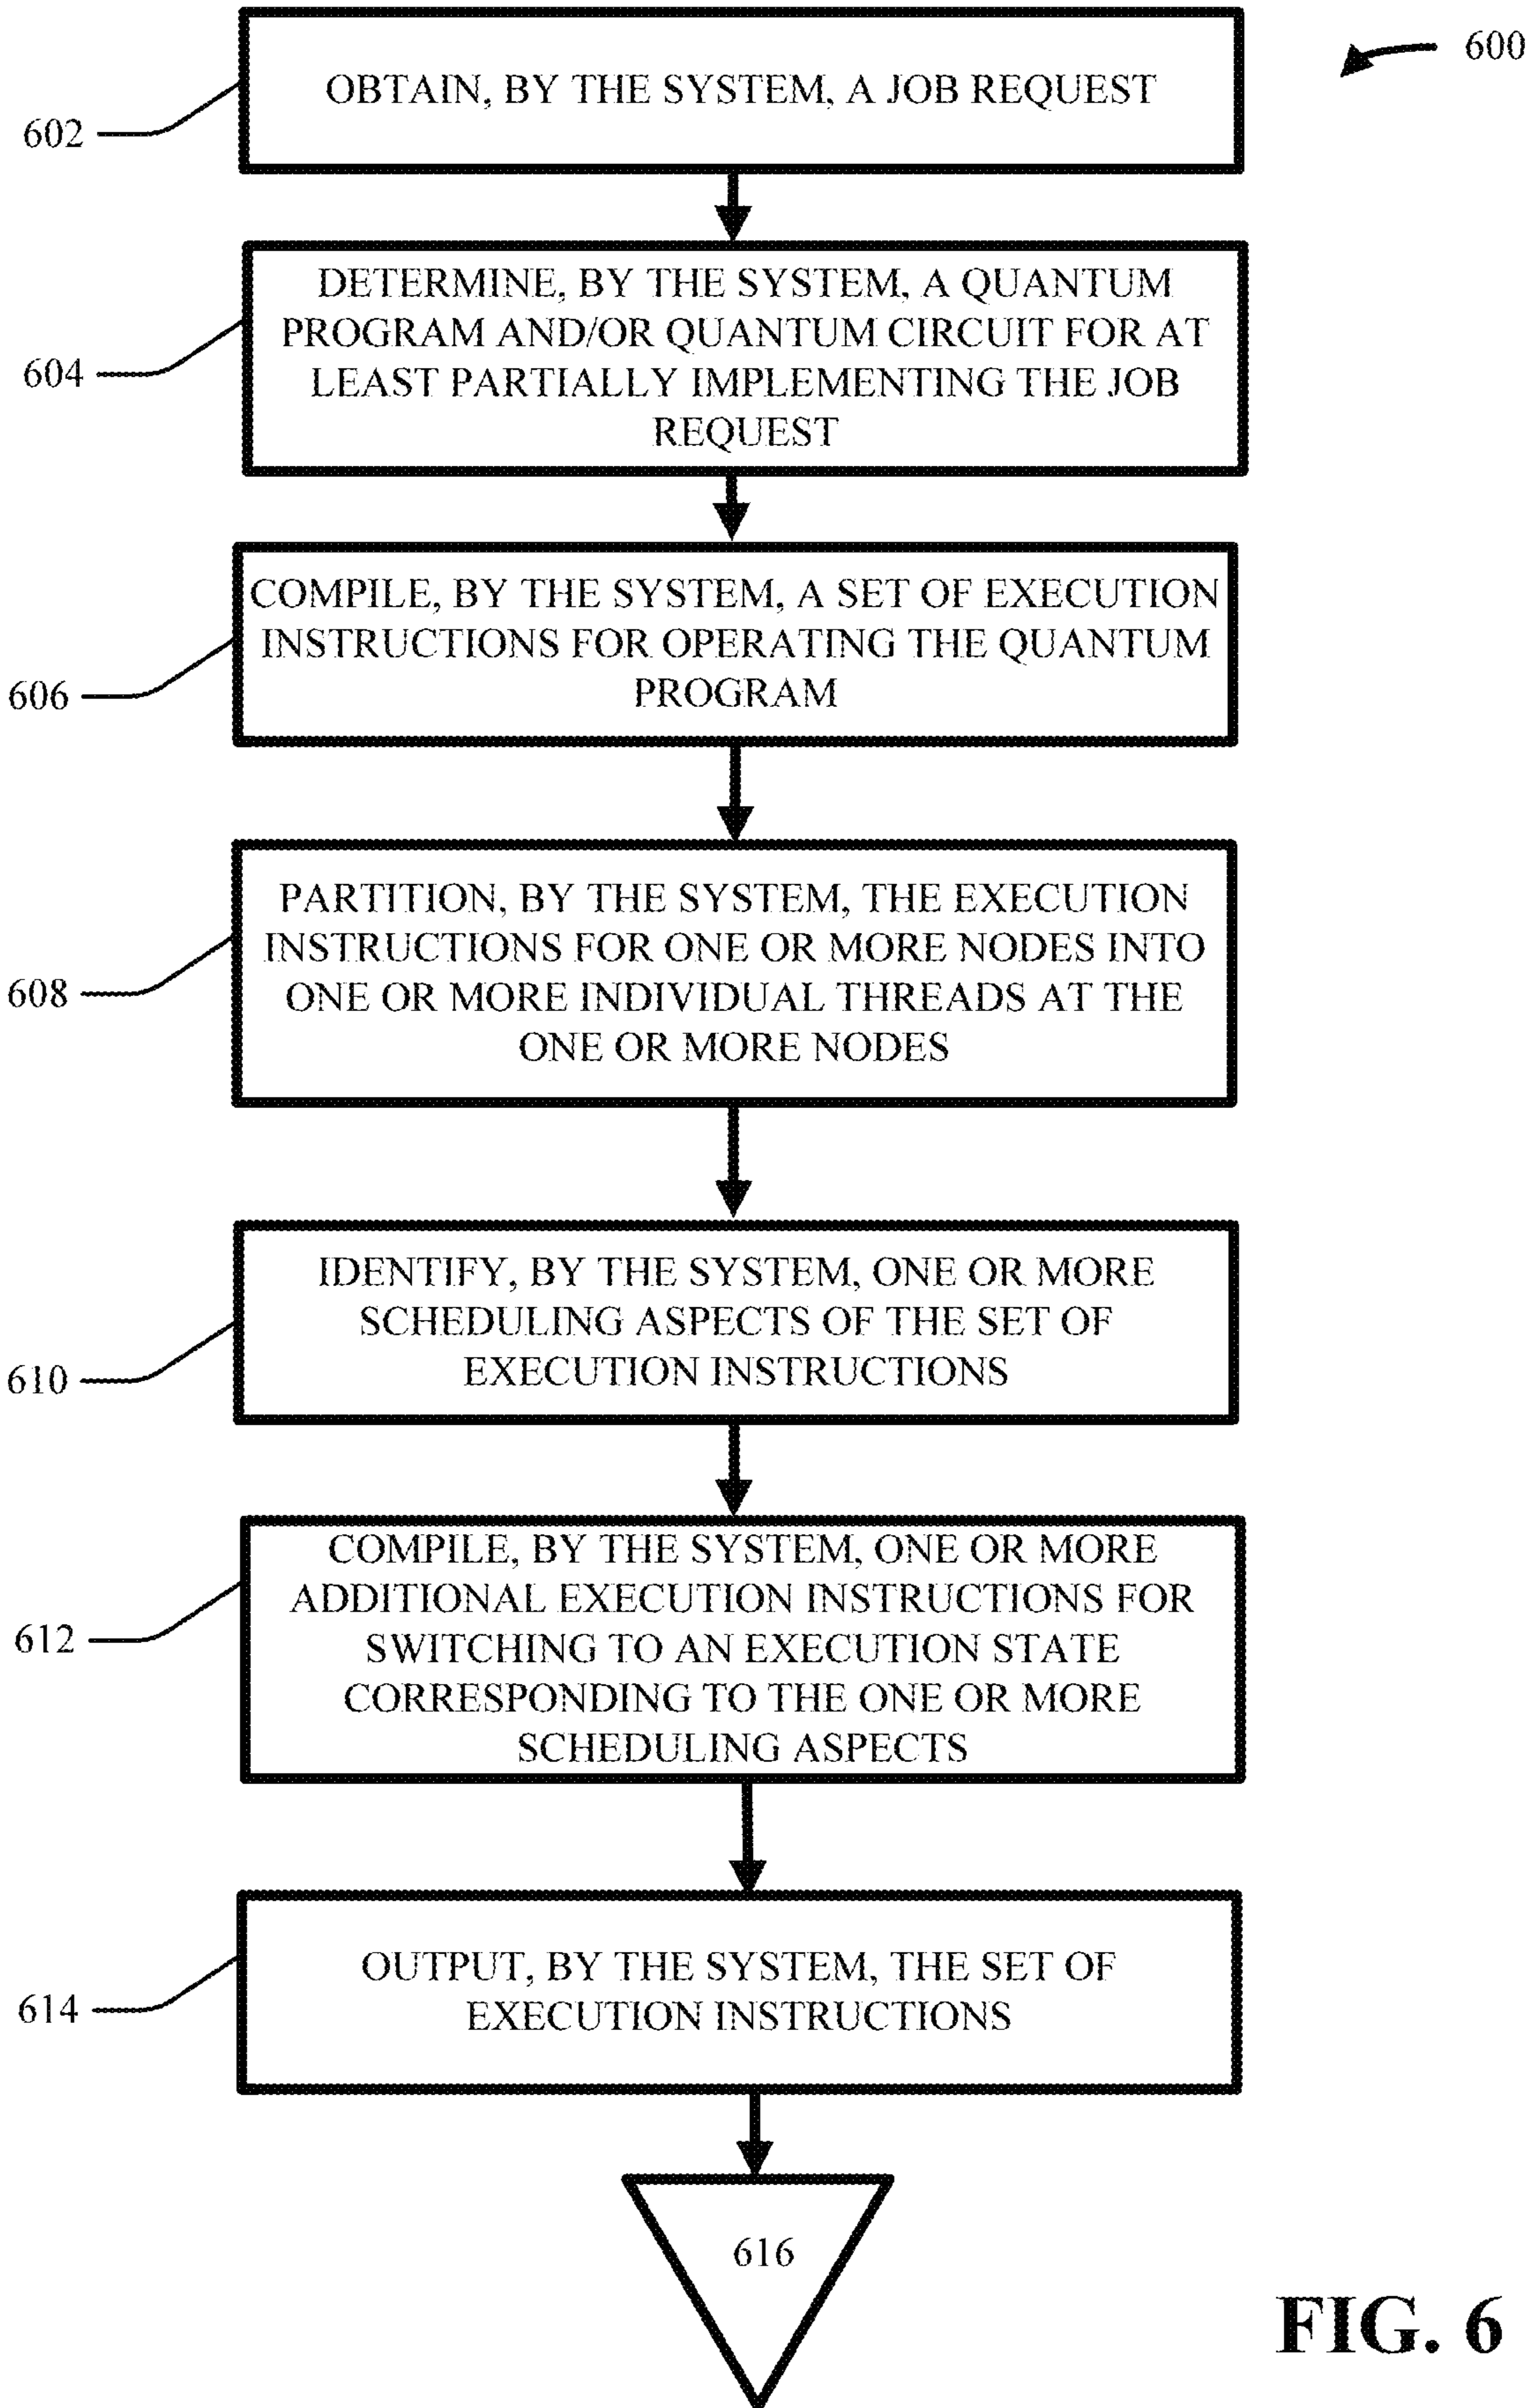 600
OBTAIN, BY THE SYSTEM, A JOB REQUEST
602
DETERMINE, BY THE SYSTEM, A QUANTUM
PROGRAM AND/OR QUANTUM CIRCUIT FOR AT
LEAST PARTIALLY IMPLEMENTING THE JOB
REQUEST
604
COMPILE, BY THE SYSTEM, A SET OF EXECUTION
INSTRUCTIONS FOR OPERATING THE QUANTUM
PROGRAM
606
PARTITION, BY THE SYSTEM, THE EXECUTION
INSTRUCTIONS FOR ONE OR MORE NODES INTO
ONE OR MORE INDIVIDUAL THREADS AT THE
ONE OR MORE NODES
608
IDENTIFY, BY THE SYSTEM, ONE OR MORE
SCHEDULING ASPECTS OF THE SET OF
EXECUTION INSTRUCTIONS
610
COMPILE, BY THE SYSTEM, ONE OR MORE
ADDITIONAL EXECUTION INSTRUCTIONS FOR
SWITCHING TO AN EXECUTION STATE
CORRESPONDING TO THE ONE OR MORE
SCHEDULING ASPECTS
612
OUTPUT, BY THE SYSTEM, THE SET OF
EXECUTION INSTRUCTIONS
614
616
FIG. 6